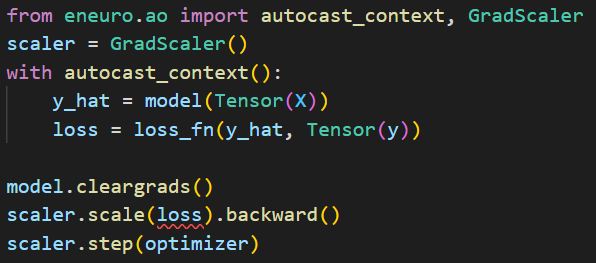 from eneuro.ao import autocast_context, GradScaler
scaler = GradScaler()
with autocast_context():
    y_hat = model(Tensor(X))
    loss = loss_fn(y_hat, Tensor(y))

model.cleargrads()
scaler.scale(loss).backward()
scaler.step(optimizer)